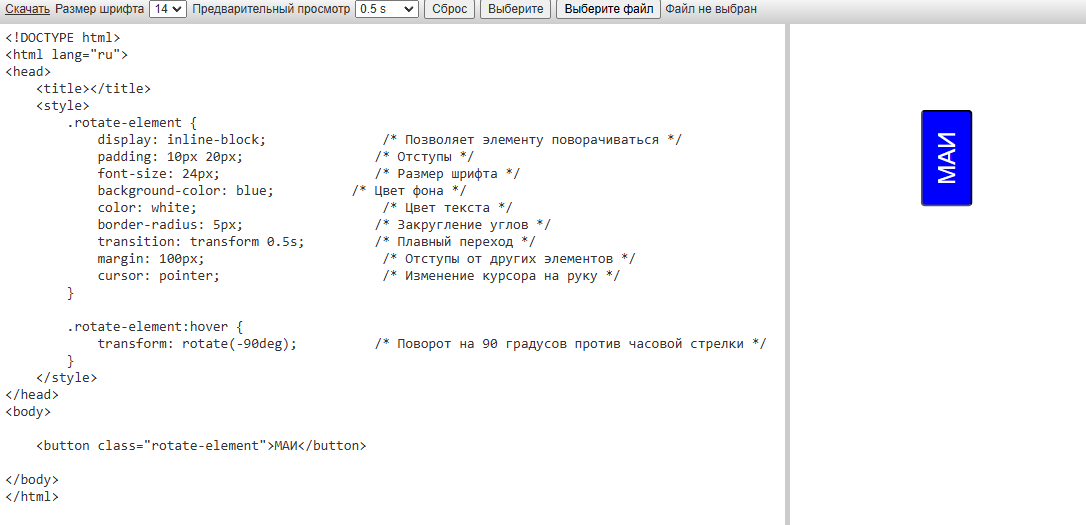 Скачать Размер шрифта 14 Предварительный просмотр 0.5 s Сброс Выберите Выберите файл Файл не выбран
<!DOCTYPE html>
<html lang="ru">
<head>
    <title></title>
    <style>
        .rotate-element {
            display: inline-block;               /* Позволяет элементу поворачиваться */
            padding: 10px 20px;                 /* Отступы */
            font-size: 24px;                    /* Размер шрифта */
            background-color: blue;          /* Цвет фона */
            color: white;                        /* Цвет текста */
            border-radius: 5px;                 /* Закругление углов */
            transition: transform 0.5s;         /* Плавный переход */
            margin: 100px;                       /* Отступы от других элементов */
            cursor: pointer;                     /* Изменение курсора на руку */
        }

        .rotate-element:hover {
            transform: rotate(-90deg);          /* Поворот на 90 градусов против часовой стрелки */
        }
    </style>
</head>
<body>

    <button class="rotate-element">МАИ</button>

</body>
</html>
МАИ